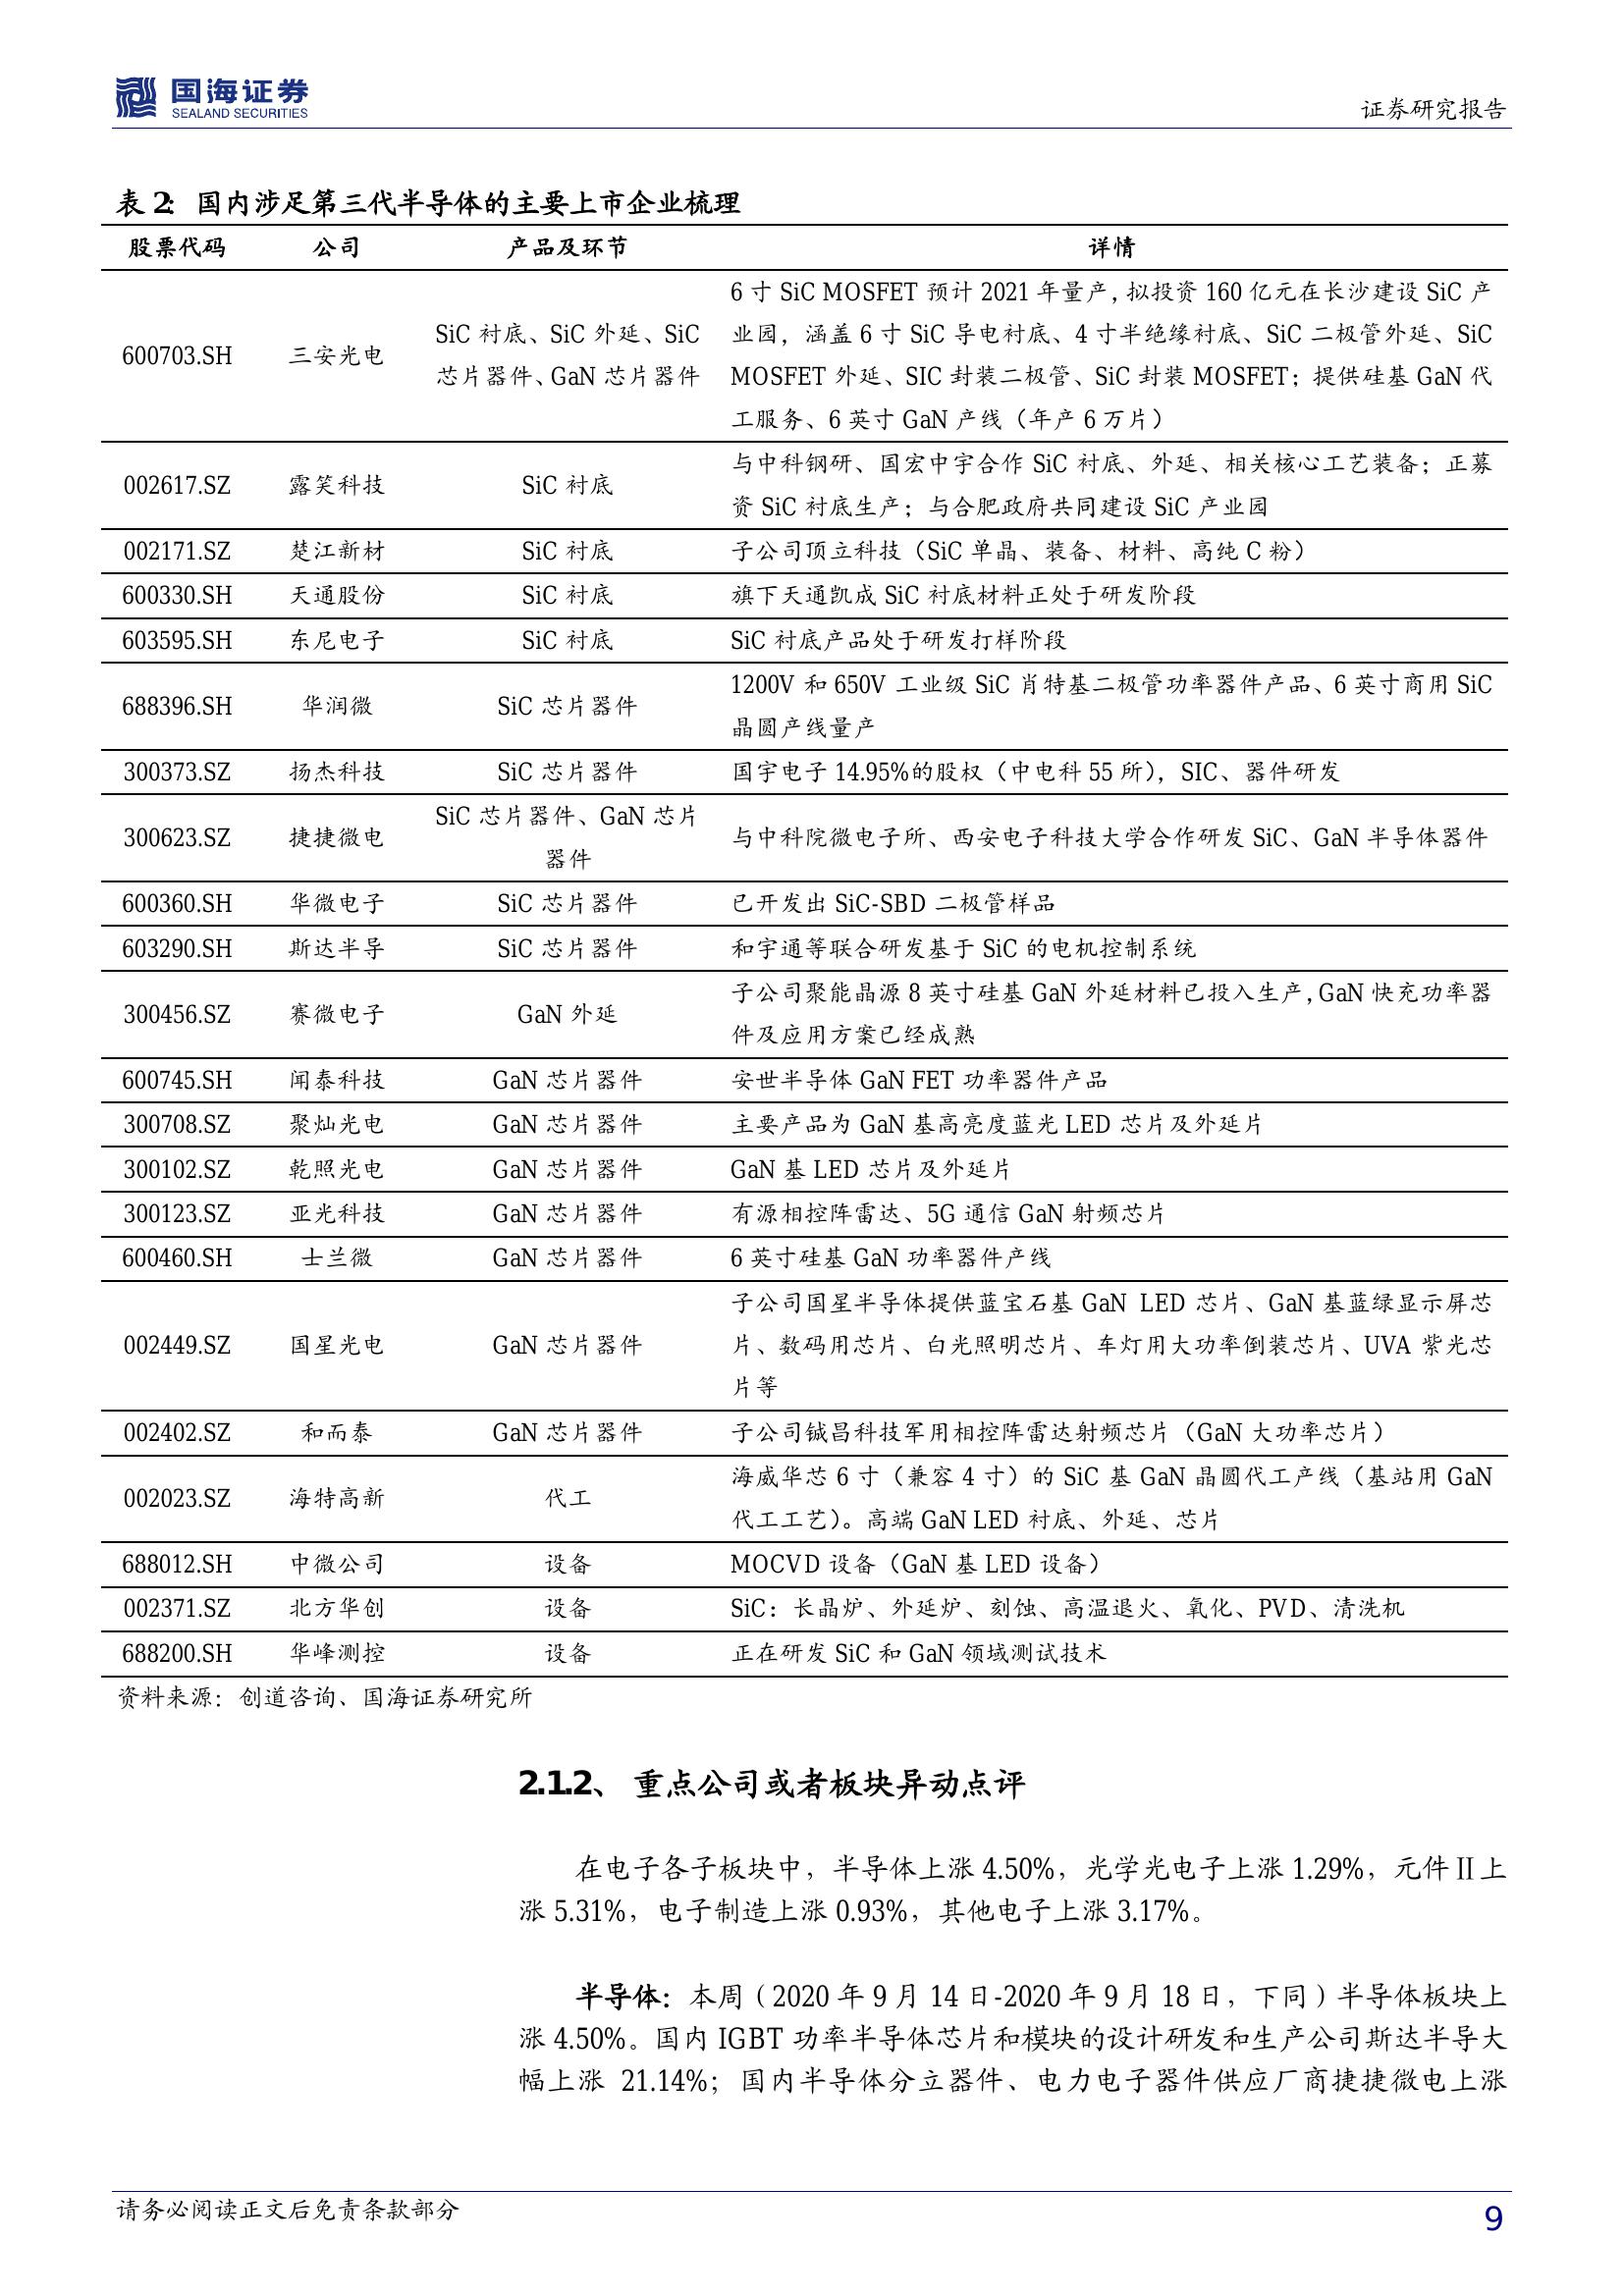 国海证券
SEALAND SECURITIES
证券研究报告
表 2: 国内涉足第三代半导体的主要上市企业梳理
股票代码 公司 产品及环节 详情
600703.SH 三安光电 SiC 衬底、SiC 外延、SiC
芯片器件、GaN 芯片器件
6 寸 SiC MOSFET 预计 2021 年量产，拟投资 160 亿元在长沙建设 SiC 产
业园，涵盖 6 寸 SiC 导电衬底、4 寸半绝缘衬底、SiC 二极管外延、SiC
MOSFET 外延、SIC 封装二极管、SiC 封装 MOSFET；提供硅基 GaN 代
工服务、6 英寸 GaN 产线（年产 6 万片）
002617.SZ 露笑科技 SiC 衬底
与中科钢研、国宏中宇合作 SiC 衬底、外延、相关核心工艺装备；正募
资 SiC 衬底生产；与合肥政府共同建设 SiC 产业园
002171.SZ 楚江新材 SiC 衬底 子公司顶立科技（SiC 单晶、装备、材料、高纯 C 粉）
600330.SH 天通股份 SiC 衬底 旗下天通凯成 SiC 衬底材料正处于研发阶段
603595.SH 东尼电子 SiC 衬底 SiC 衬底产品处于研发打样阶段
688396.SH 华润微 SiC 芯片器件
1200V 和 650V 工业级 SiC 肖特基二极管功率器件产品、6 英寸商用 SiC
晶圆产线量产
300373.SZ 扬杰科技 SiC 芯片器件 国宇电子 14.95%的股权（中电科 55 所），SIC、器件研发
300623.SZ 捷捷微电 SiC 芯片器件、GaN 芯片
器件
与中科院微电子所、西安电子科技大学合作研发 SiC、GaN 半导体器件
600360.SH 华微电子 SiC 芯片器件 已开发出 SiC-SBD 二极管样品
603290.SH 斯达半导 SiC 芯片器件 和宇通等联合研发基于 SiC 的电机控制系统
300456.SZ 赛微电子 GaN 外延
子公司聚能晶源 8 英寸硅基 GaN 外延材料已投入生产，GaN 快充功率器
件及应用方案已经成熟
600745.SH 闻泰科技 GaN 芯片器件 安世半导体 GaN FET 功率器件产品
300708.SZ 聚灿光电 GaN 芯片器件 主要产品为 GaN 基高亮度蓝光 LED 芯片及外延片
300102.SZ 乾照光电 GaN 芯片器件 GaN 基 LED 芯片及外延片
300123.SZ 亚光科技 GaN 芯片器件 有源相控阵雷达、5G 通信 GaN 射频芯片
600460.SH 士兰微 GaN 芯片器件 6 英寸硅基 GaN 功率器件产线
002449.SZ 国星光电 GaN 芯片器件
子公司国星半导体提供蓝宝石基 GaN LED 芯片、GaN 基蓝绿显示屏芯
片、数码用芯片、白光照明芯片、车灯用大功率倒装芯片、UVA 紫光芯
片等
002402.SZ 和而泰 GaN 芯片器件 子公司铖昌科技军用相控阵雷达射频芯片（GaN 大功率芯片）
002023.SZ 海特高新 代工
海威华芯 6 寸（兼容 4 寸）的 SiC 基 GaN 晶圆代工产线（基站用 GaN
代工工艺）。高端 GaN LED 衬底、外延、芯片
688012.SH 中微公司 设备 MOCVD 设备（GaN 基 LED 设备）
002371.SZ 北方华创 设备 SiC：长晶炉、外延炉、刻蚀、高温退火、氧化、PVD、清洗机
688200.SH 华峰测控 设备 正在研发 SiC 和 GaN 领域测试技术
资料来源：创道咨询、国海证券研究所
2.1.2、 重点公司或者板块异动点评
在电子各子板块中，半导体上涨 4.50%，光学光电子上涨 1.29%，元件Ⅱ上
涨 5.31%，电子制造上涨 0.93%，其他电子上涨 3.17%。
半导体：本周（2020 年 9 月 14 日-2020 年 9 月 18 日，下同）半导体板块上
涨 4.50%。国内 IGBT 功率半导体芯片和模块的设计研发和生产公司斯达半导大
幅上涨 21.14%；国内半导体分立器件、电力电子器件供应厂商捷捷微电上涨
请务必阅读正文后免责条款部分
9